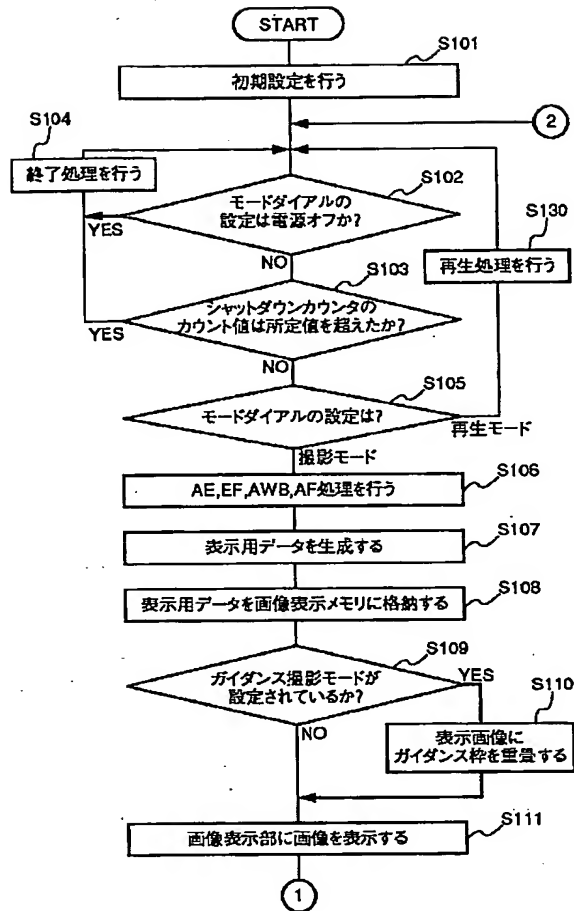 START
S101
初期設定を行う
2
S104
終了処理を行う
S102
モードダイアルの
設定は電源オフか?
YES
NO
S130
再生処理を行う
S103
シャットダウンカウンタの
カウント値は所定値を超えたか?
YES
NO
S105
モードダイアルの設定は?
再生モード
撮影モード
S106
AE,EF,AWB,AF処理を行う
S107
表示用データを生成する
S108
表示用データを画像表示メモリに格納する
S109
ガイダンス撮影モードが
設定されているか?
YES
NO
S110
表示画像に
ガイダンス枠を重畳する
S111
画像表示部に画像を表示する
1